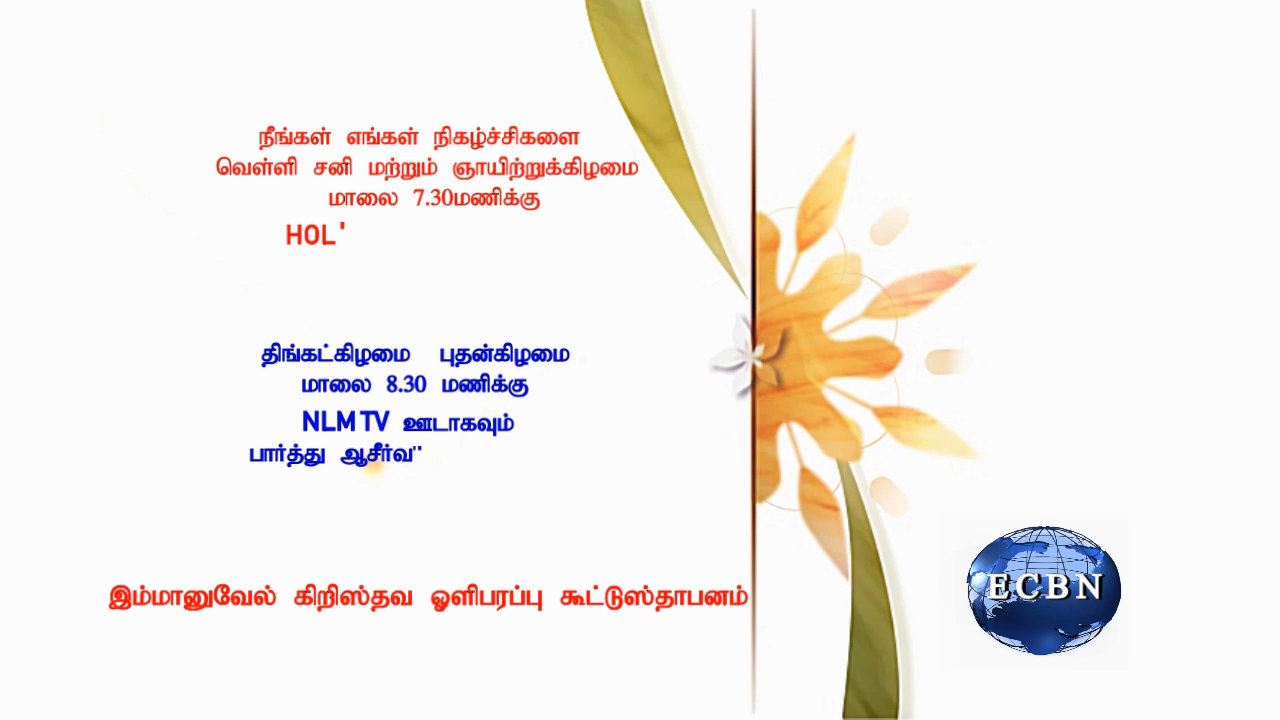 நீங்கள் எங்கள் நிகழ்ச்சிகளை
வெள்ளி சனி மற்றும் ஞாயிற்றுக்கிழமை
மாலை 7.30மணிக்கு
HOL'
திங்கட்கிழமை புதன்கிழமை
மாலை 8.30 மணிக்கு
NLM TV ஊடாகவும்
பார்த்து ஆசீர்வ
இம்மானுவேல் கிறிஸ்தவ ஓளிபரப்பு கூட்டுஸ்தாபனம்
ECBN